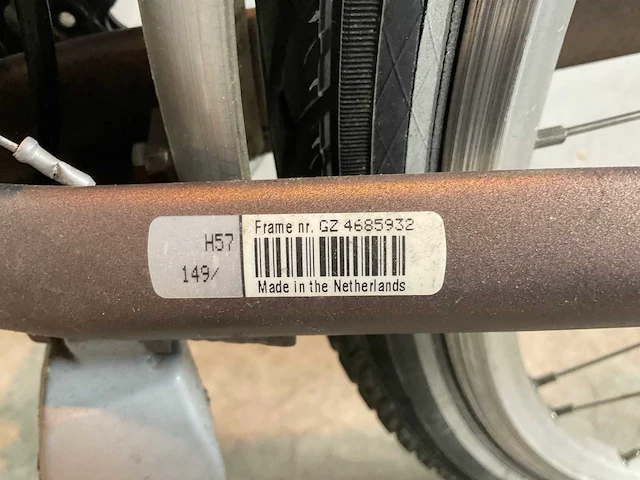 H57
149/
Frame nr. GZ 4685932
Made in the Netherlands